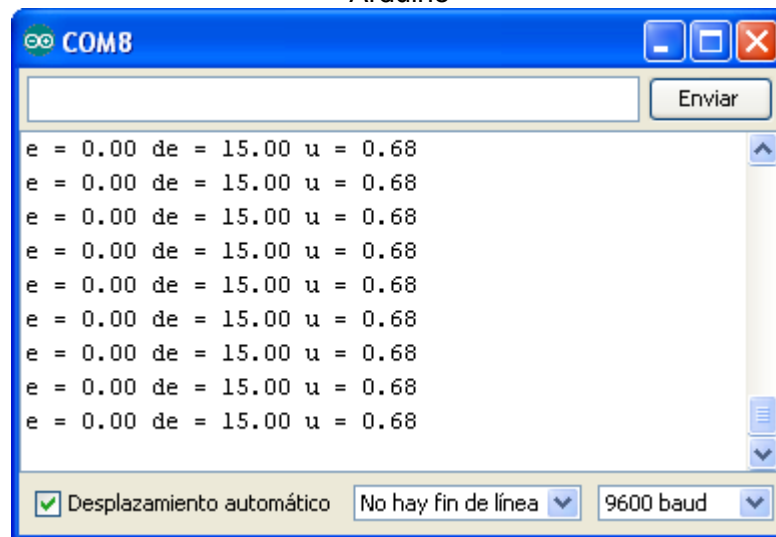 Arduino
COM8
Enviar
e = 0.00 de = 15.00 u = 0.68
e = 0.00 de = 15.00 u = 0.68
e = 0.00 de = 15.00 u = 0.68
e = 0.00 de = 15.00 u = 0.68
e = 0.00 de = 15.00 u = 0.68
e = 0.00 de = 15.00 u = 0.68
e = 0.00 de = 15.00 u = 0.68
e = 0.00 de = 15.00 u = 0.68
e = 0.00 de = 15.00 u = 0.68
Desplazamiento automático No hay fin de línea 9600 baud